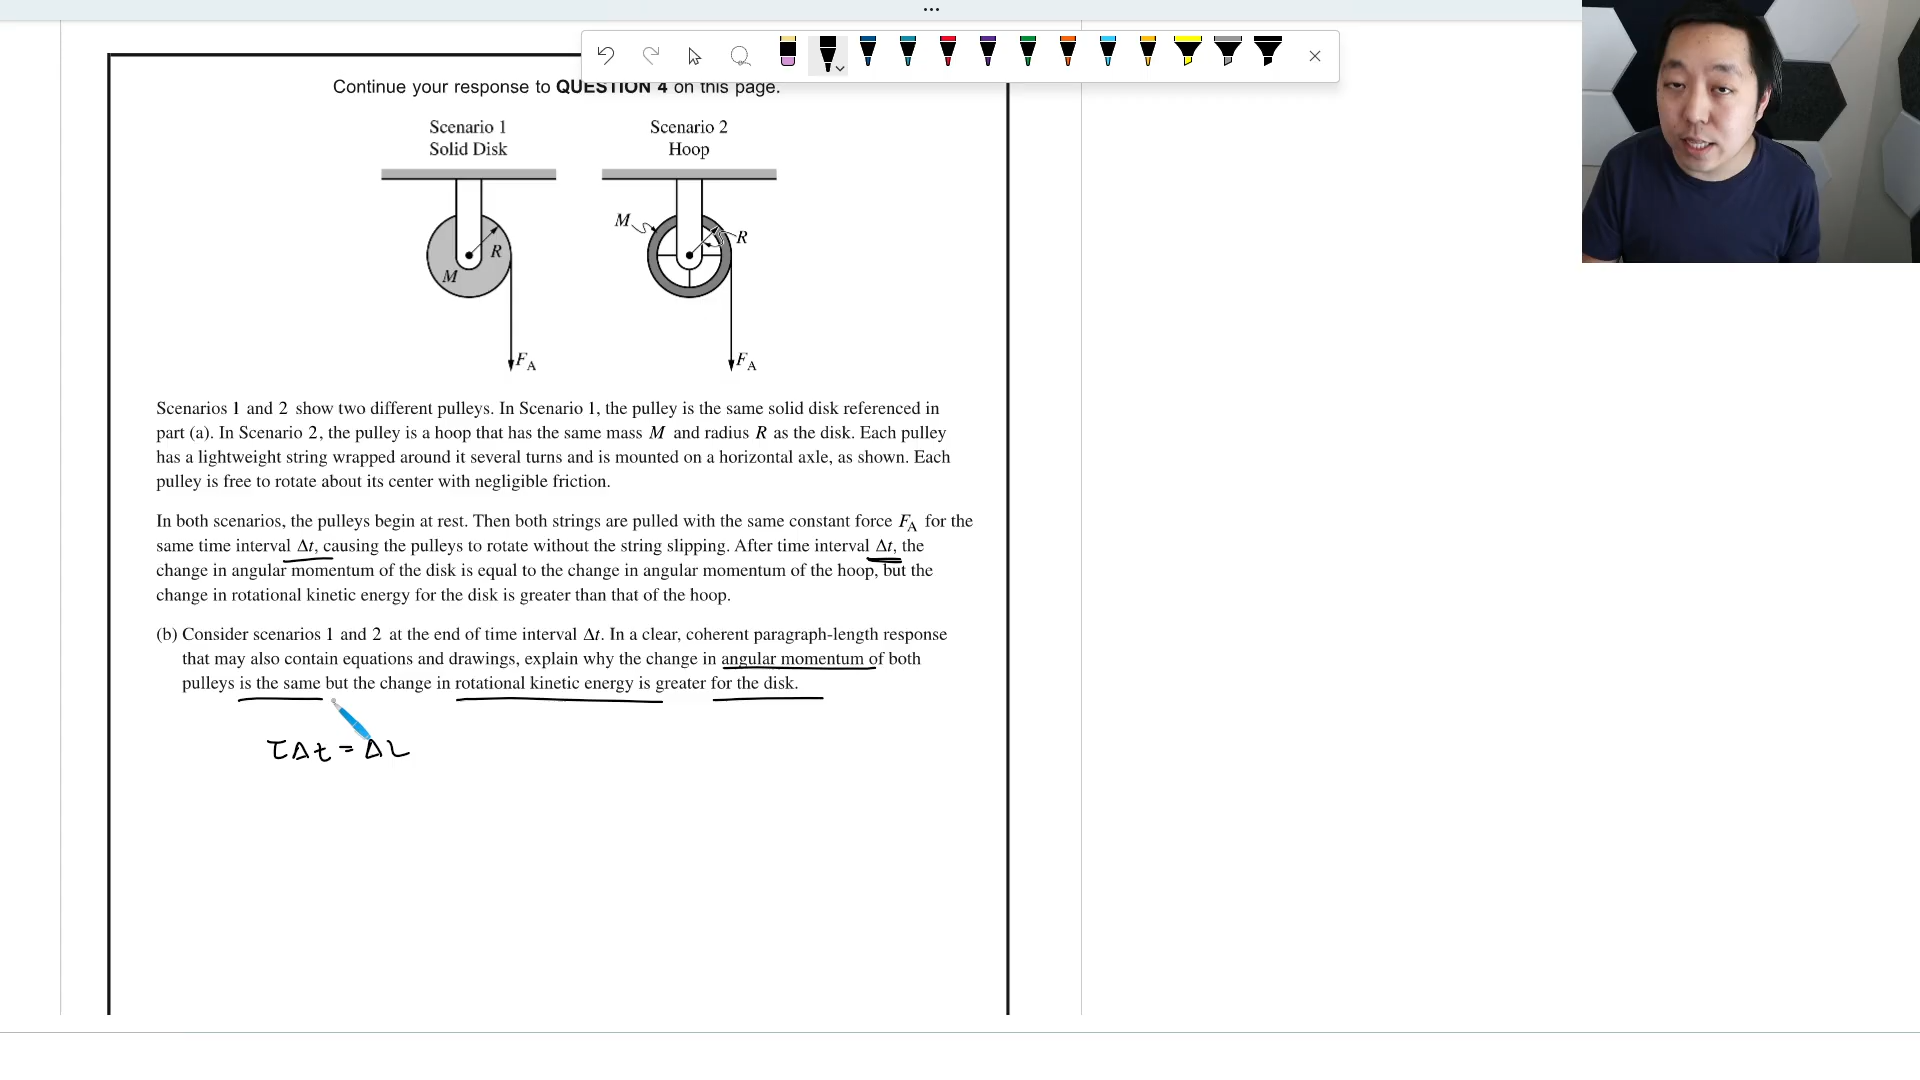 Continue your response to QUESTION 4 on this page.
Scenario 1
Solid Disk
Scenario 2
Hoop
M
R
R
M
F_A
F_A
Scenarios 1 and 2 show two different pulleys. In Scenario 1, the pulley is the same solid disk referenced in
part (a). In Scenario 2, the pulley is a hoop that has the same mass M and radius R as the disk. Each pulley
has a lightweight string wrapped around it several turns and is mounted on a horizontal axle, as shown. Each
pulley is free to rotate about its center with negligible friction.
In both scenarios, the pulleys begin at rest. Then both strings are pulled with the same constant force F_A for the
same time interval Δt, causing the pulleys to rotate without the string slipping. After time interval Δt, the
change in angular momentum of the disk is equal to the change in angular momentum of the hoop, but the
change in rotational kinetic energy for the disk is greater than that of the hoop.
(b) Consider scenarios 1 and 2 at the end of time interval Δt. In a clear, coherent paragraph-length response
that may also contain equations and drawings, explain why the change in angular momentum of both
pulleys is the same but the change in rotational kinetic energy is greater for the disk.
τΔt = ΔL